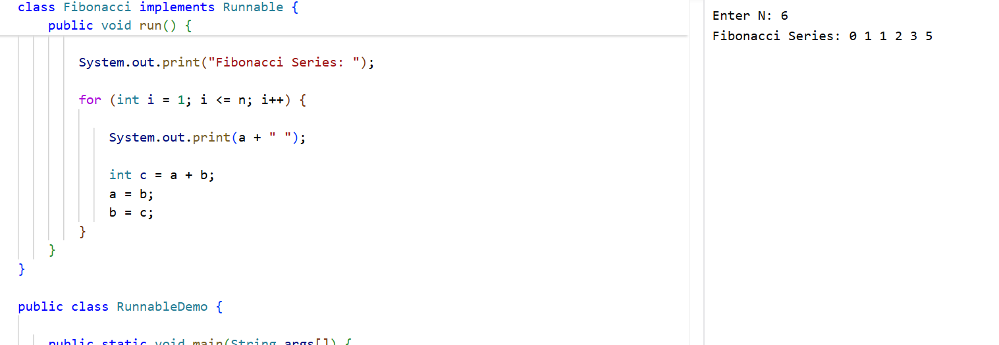 class Fibonacci implements Runnable {
public void run() {
System.out.print("Fibonacci Series: ");
for (int i = 1; i <= n; i++) {
System.out.print(a + " ");
int c = a + b;
a = b;
b = c;
}
}
}
public class RunnableDemo {
public static void main(String args[]) {
Enter N: 6
Fibonacci Series: 0 1 1 2 3 5